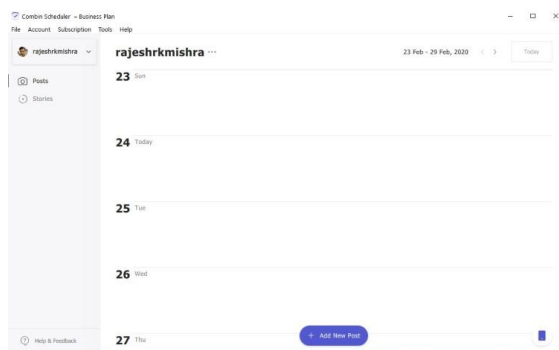 Combin Scheduler - Business Plan
File Account Subscription Tools Help
rajeshrkmishra
Posts
Stories
Help & Feedback
rajeshrkmishra ...
23 Feb - 29 Feb, 2020 < > Today
23 Sun
24 Today
25 Tue
26 Wed
27 Thu
+ Add New Post